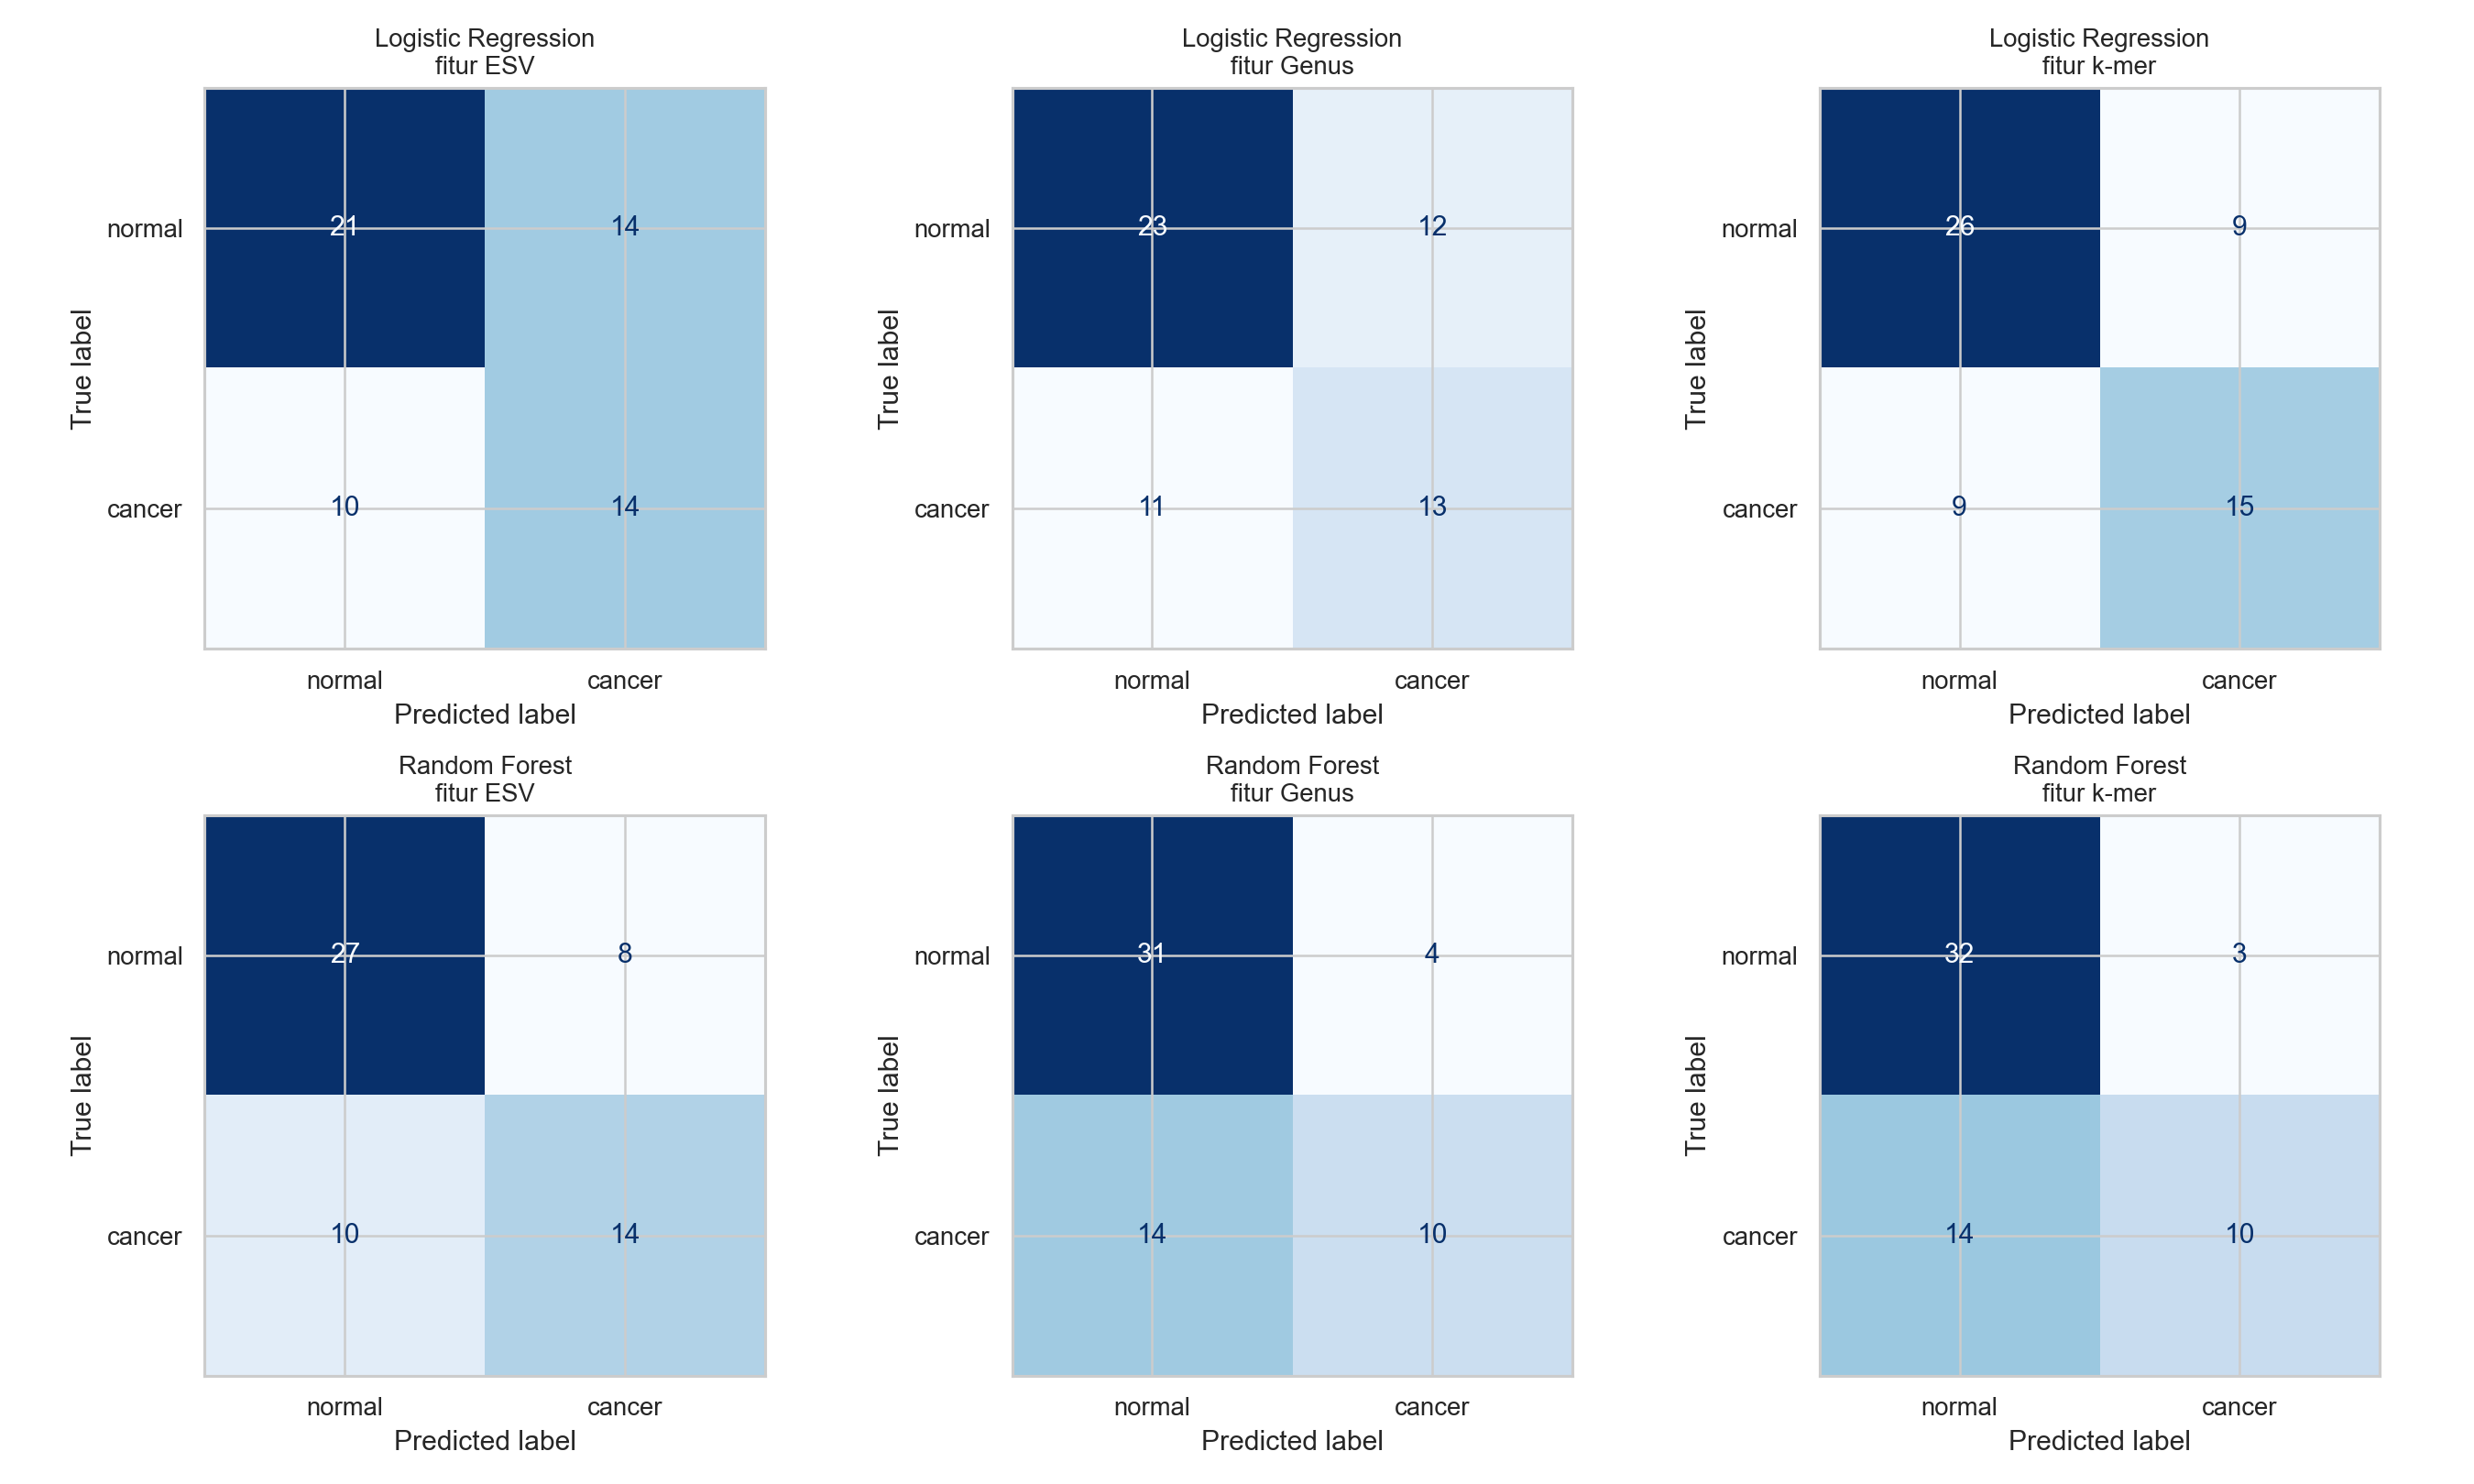 Logistic Regression
fitur ESV
normal
21
14
True label
cancer
10
14
normal
cancer
Predicted label
Logistic Regression
fitur Genus
normal
23
12
True label
cancer
11
13
normal
cancer
Predicted label
Logistic Regression
fitur k-mer
normal
26
9
True label
cancer
9
15
normal
cancer
Predicted label
Random Forest
fitur ESV
normal
27
8
True label
cancer
10
14
normal
cancer
Predicted label
Random Forest
fitur Genus
normal
31
4
True label
cancer
14
10
normal
cancer
Predicted label
Random Forest
fitur k-mer
normal
32
3
True label
cancer
14
10
normal
cancer
Predicted label